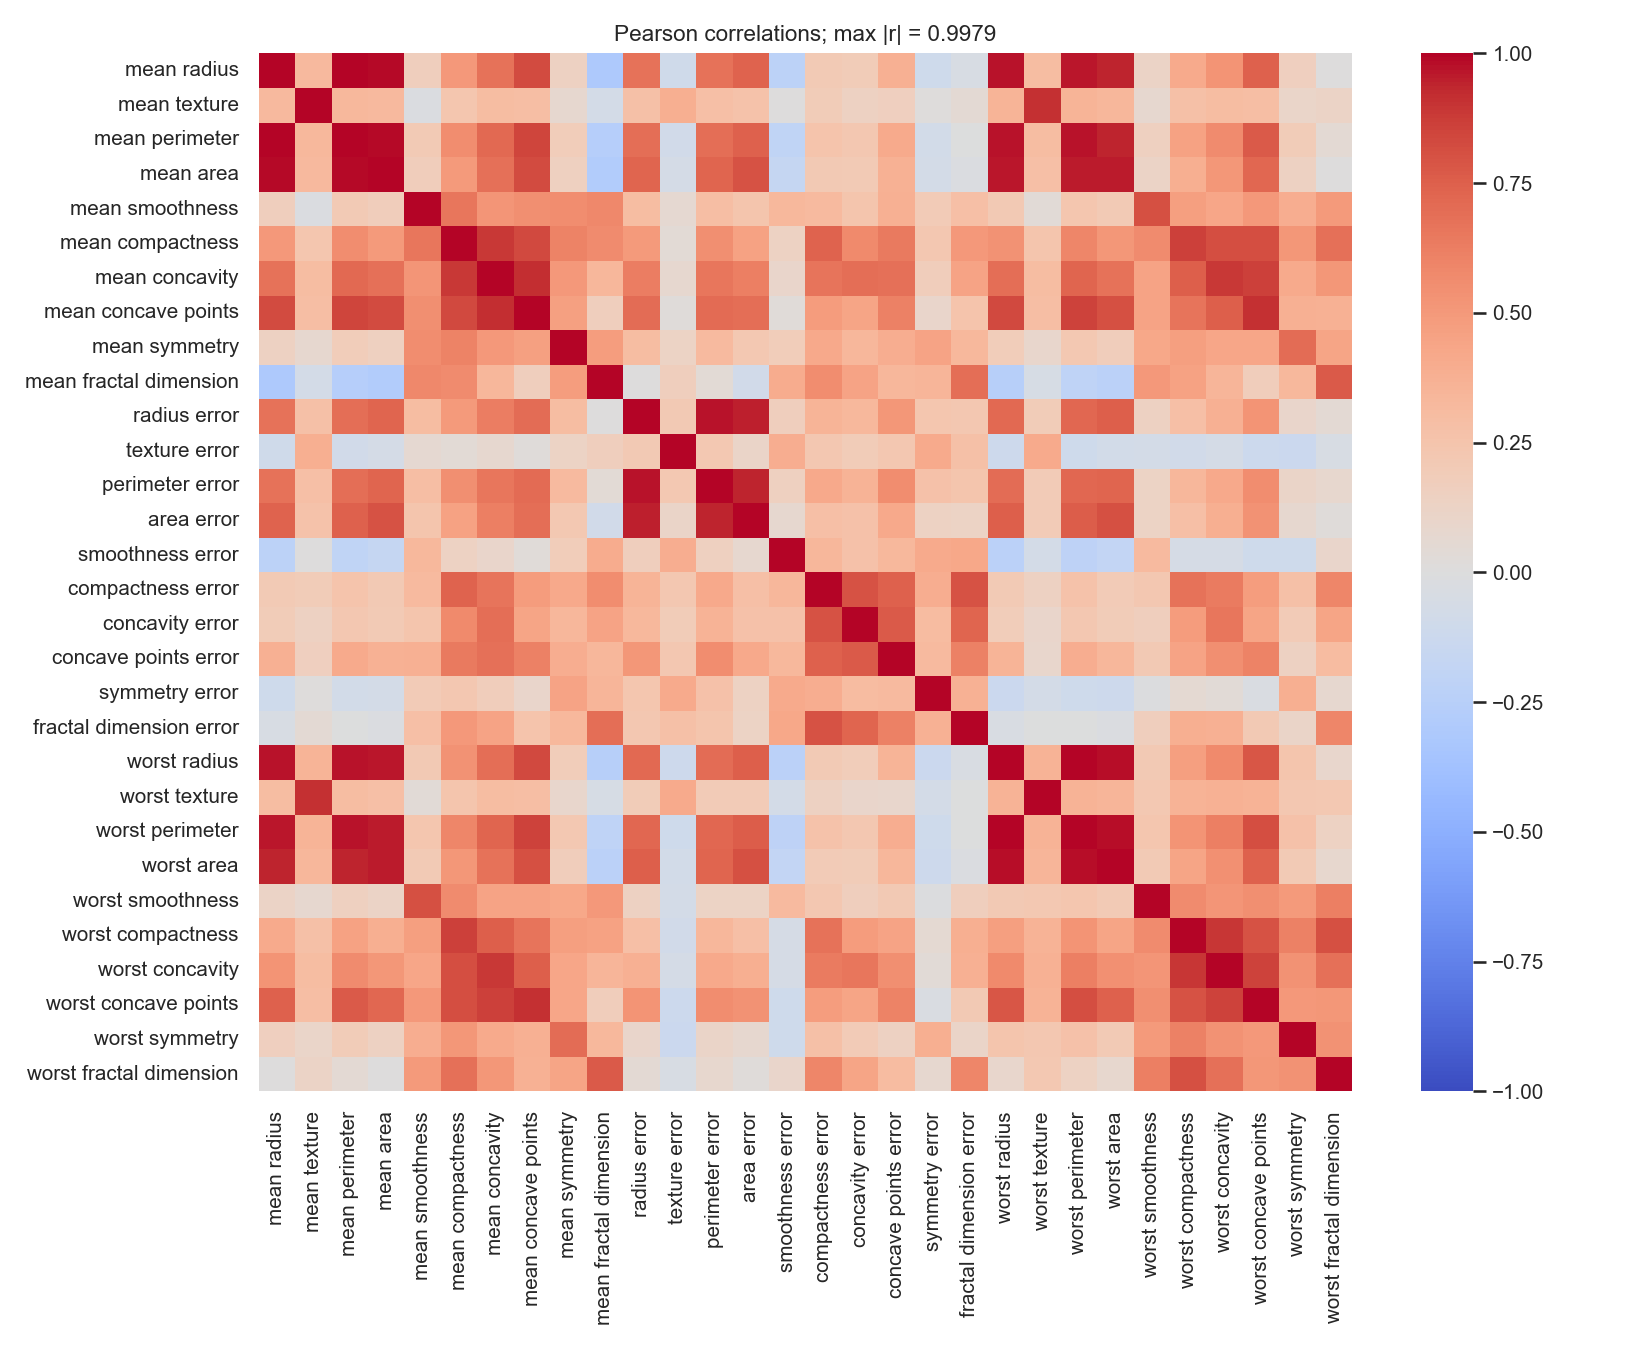 Pearson correlations; max |r| = 0.9979
mean radius
mean texture
mean perimeter
mean area
mean smoothness
mean compactness
mean concavity
mean concave points
mean symmetry
mean fractal dimension
radius error
texture error
perimeter error
area error
smoothness error
compactness error
concavity error
concave points error
symmetry error
fractal dimension error
worst radius
worst texture
worst perimeter
worst area
worst smoothness
worst compactness
worst concavity
worst concave points
worst symmetry
worst fractal dimension
mean radius
mean texture
mean perimeter
mean area
mean smoothness
mean compactness
mean concavity
mean concave points
mean symmetry
mean fractal dimension
radius error
texture error
perimeter error
area error
smoothness error
compactness error
concavity error
concave points error
symmetry error
fractal dimension error
worst radius
worst texture
worst perimeter
worst area
worst smoothness
worst compactness
worst concavity
worst concave points
worst symmetry
worst fractal dimension
1.00
0.75
0.50
0.25
0.00
−0.25
−0.50
−0.75
−1.00